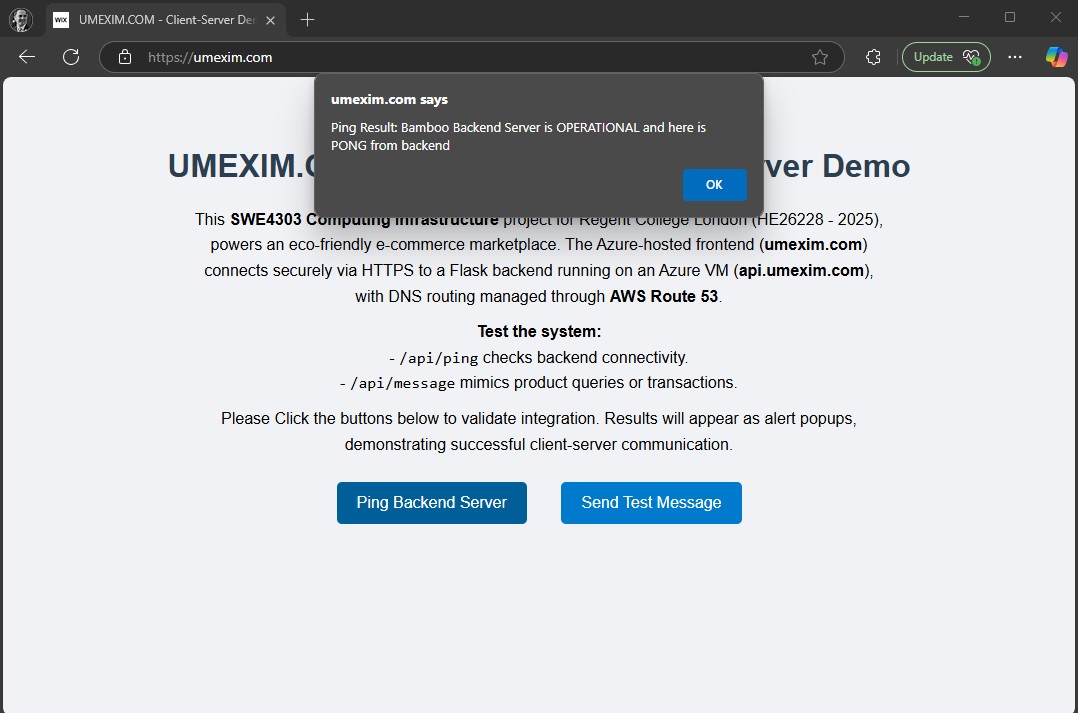 WIX UMEXIM.COM - Client-Server De
https://umexim.com
Update
umexim.com says
Ping Result: Bamboo Backend Server is OPERATIONAL and here is
PONG from backend
OK
UMEXIM. ver Demo
This SWE4303 Computing Infrastructure project for Regent College London (HE26228 - 2025),
powers an eco-friendly e-commerce marketplace. The Azure-hosted frontend (umexim.com)
connects securely via HTTPS to a Flask backend running on an Azure VM (api.umexim.com),
with DNS routing managed through AWS Route 53.
Test the system:
- /api/ping checks backend connectivity.
- /api/message mimics product queries or transactions.
Please Click the buttons below to validate integration. Results will appear as alert popups,
demonstrating successful client-server communication.
Ping Backend Server
Send Test Message